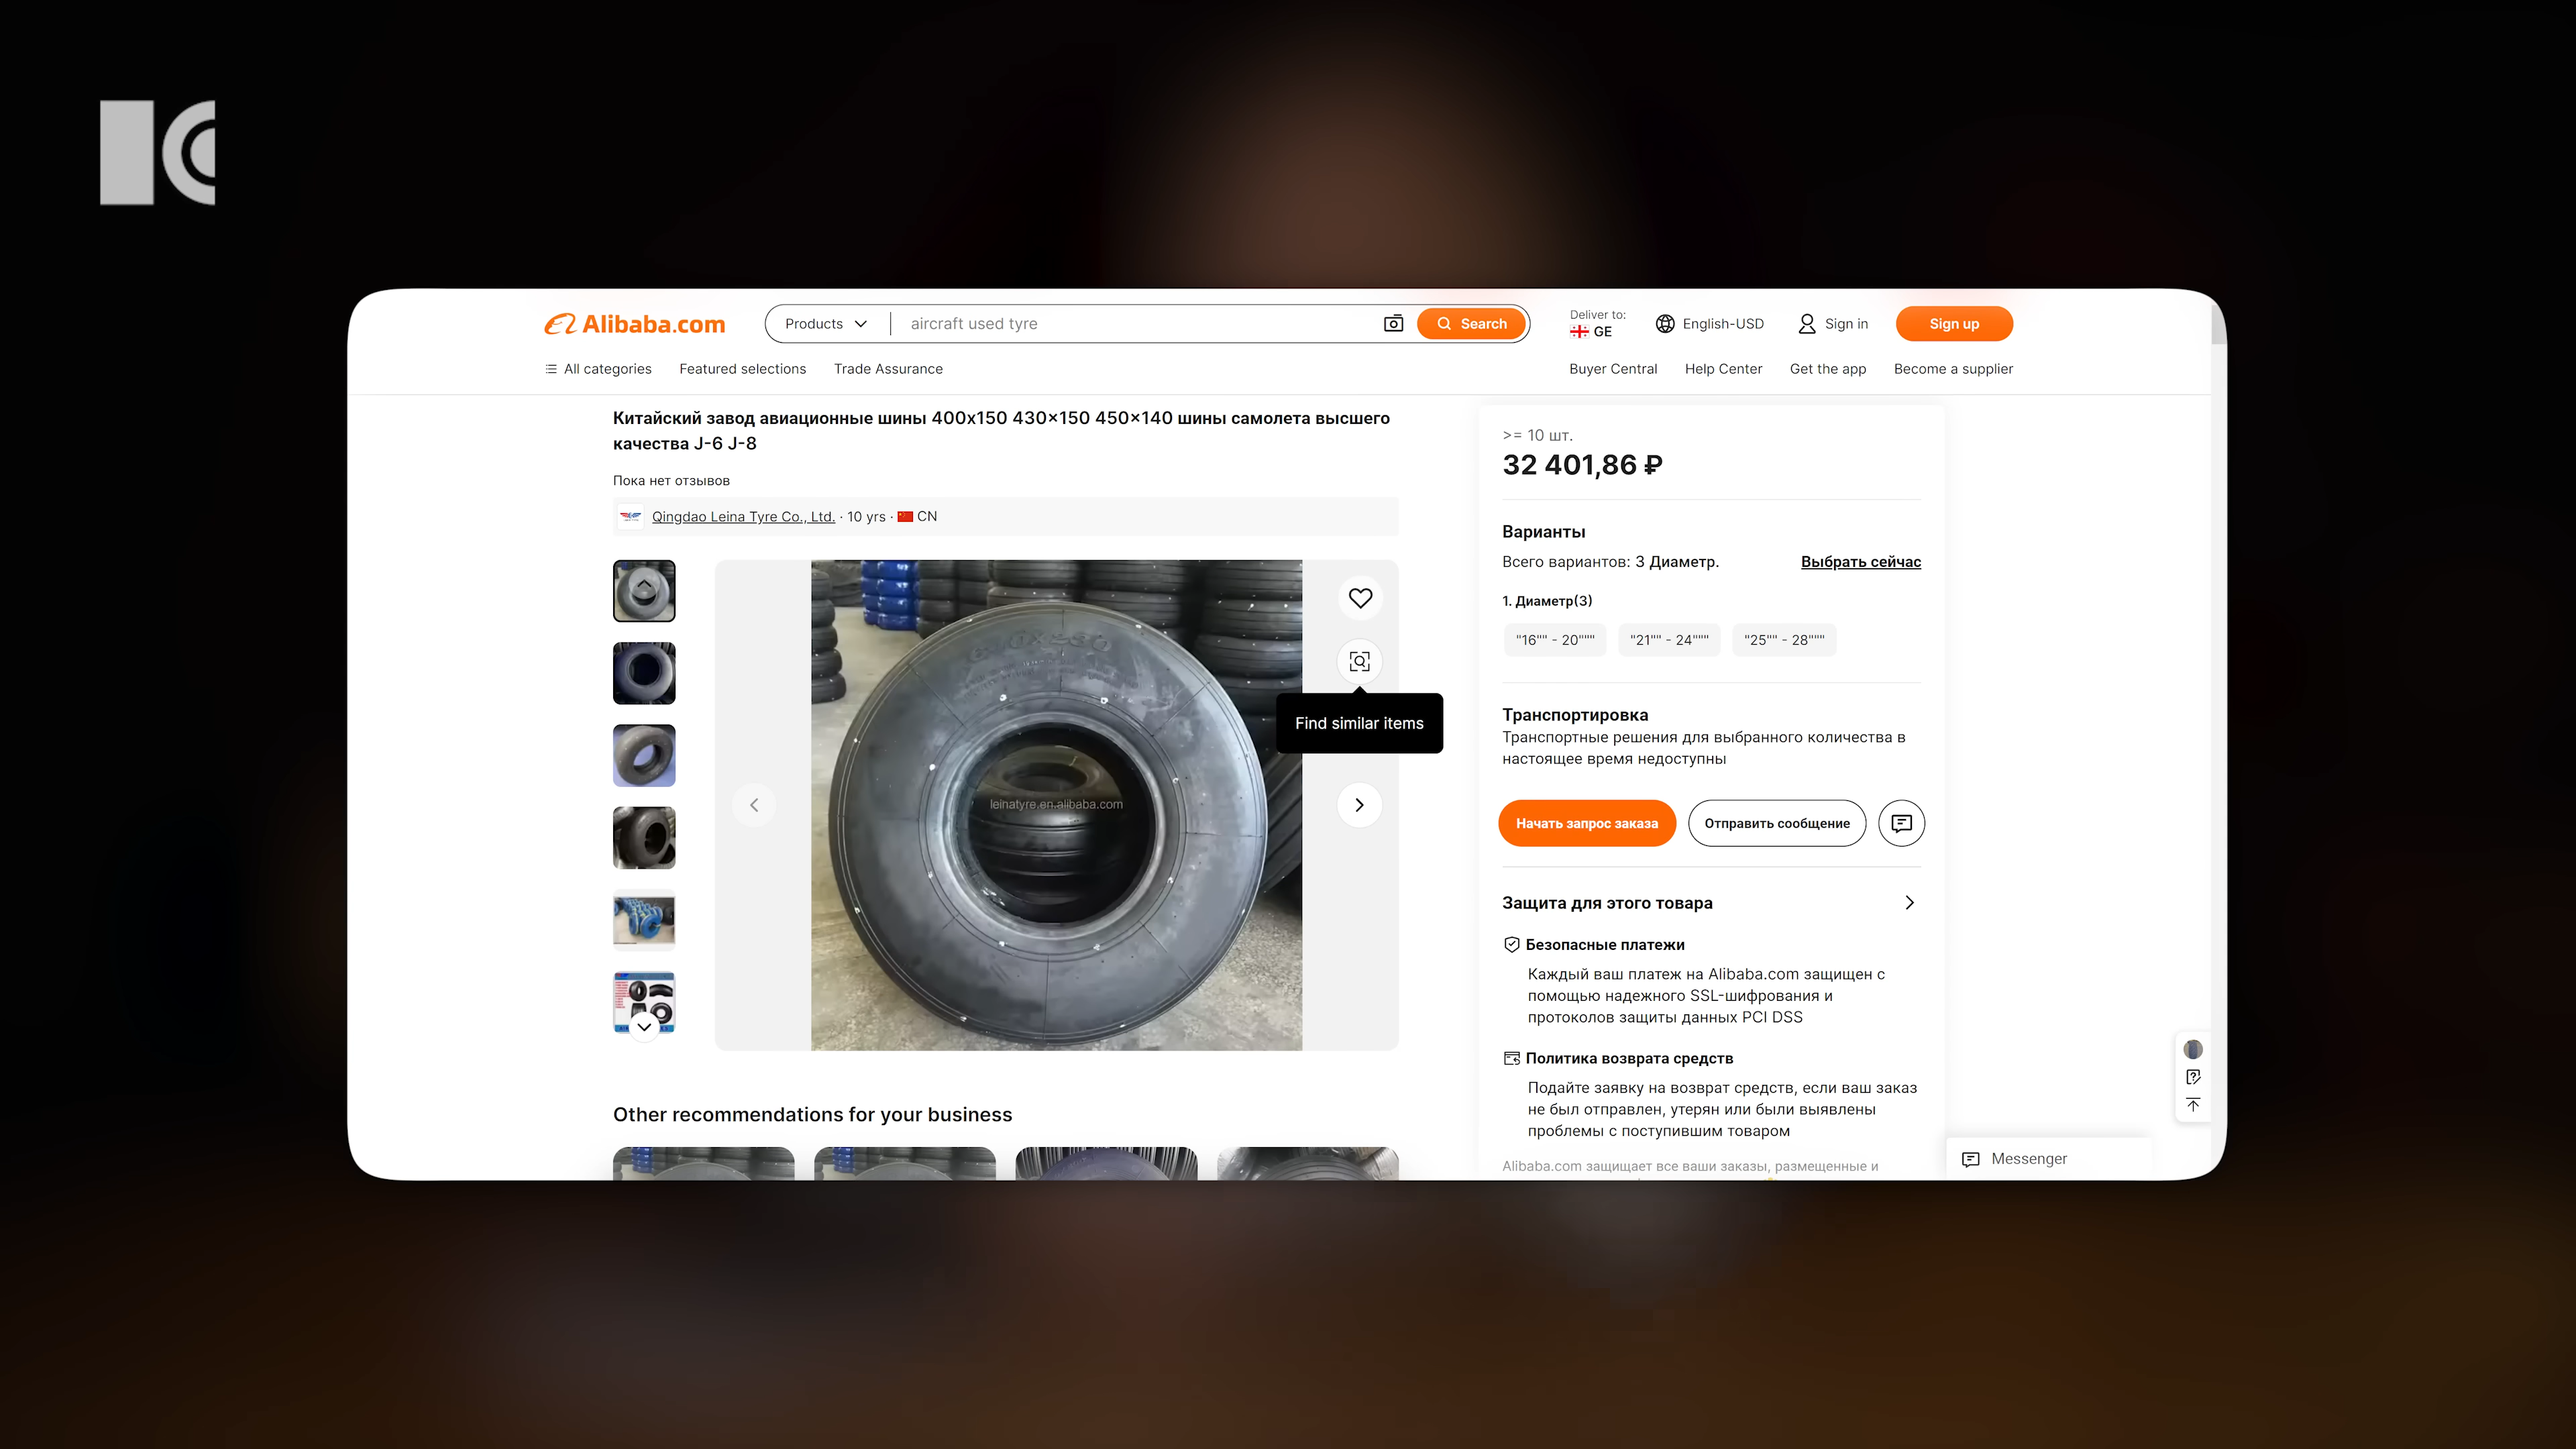 Alibaba.com
Products
aircraft used tyre
Search
Deliver to:
GE
English-USD
Sign in
Sign up
All categories
Featured selections
Trade Assurance
Buyer Central
Help Center
Get the app
Become a supplier
Китайский завод авиационные шины 400x150 430×150 450×140 шины самолета высшего
качества J-6 J-8
Пока нет отзывов
Qingdao Leina Tyre Co., Ltd. · 10 yrs · CN
leinatyre.en.alibaba.com
Find similar items
Other recommendations for your business
>= 10 шт.
32 401,86 ₽
Варианты
Всего вариантов: 3 Диаметр.
Выбрать сейчас
1. Диаметр(3)
"16"" - 20"""
"21"" - 24"""
"25"" - 28"""
Транспортировка
Транспортные решения для выбранного количества в
настоящее время недоступны
Начать запрос заказа
Отправить сообщение
Защита для этого товара
Безопасные платежи
Каждый ваш платеж на Alibaba.com защищен с
помощью надежного SSL-шифрования и
протоколов защиты данных PCI DSS
Политика возврата средств
Подайте заявку на возврат средств, если ваш заказ
не был отправлен, утерян или были выявлены
проблемы с поступившим товаром
Alibaba.com защищает все ваши заказы, размещенные и
Messenger